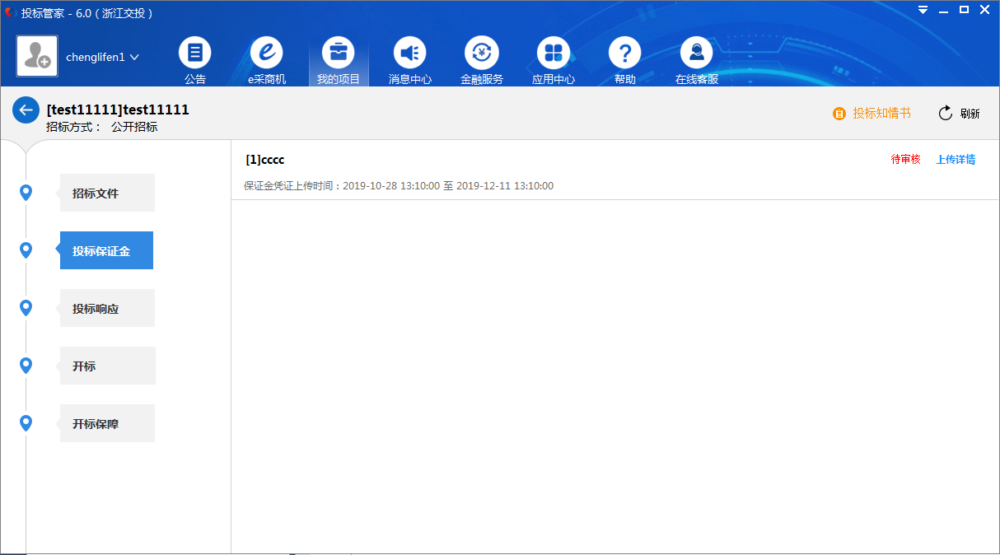 投标管家 - 6.0 ( 浙江交投 )
chenglifen1
公告
e采商机
我的项目
消息中心
金融服务
应用中心
帮助
在线客服
[test11111]test11111
招标方式： 公开招标
投标知情书
刷新
招标文件
投标保证金
投标响应
开标
开标保障
[1]cccc
待审核
上传详情
保证金凭证上传时间：2019-10-28 13:10:00 至 2019-12-11 13:10:00